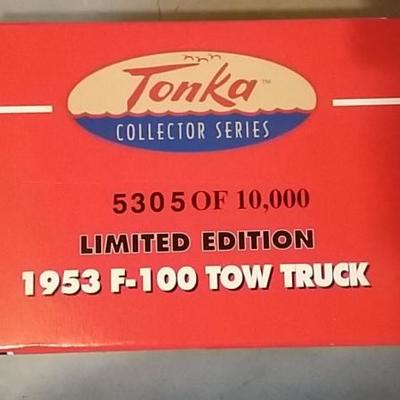 Tonka™
COLLECTOR SERIES
5305 OF 10,000
LIMITED EDITION
1953 F-100 TOW TRUCK